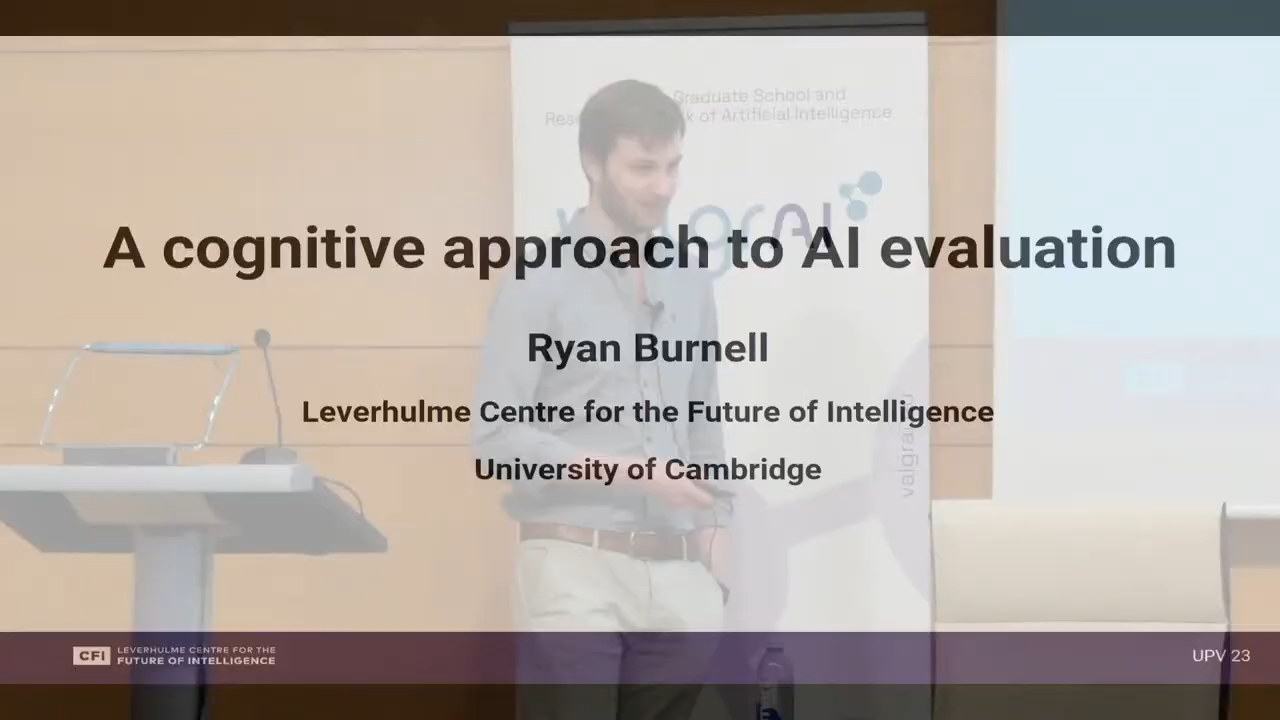 Graduate School and
k of Artificial Intelligence
A cognitive approach to AI evaluation
Ryan Burnell
Leverhulme Centre for the Future of Intelligence
University of Cambridge
CFI LEVERHULME CENTRE FOR THE
FUTURE OF INTELLIGENCE
UPV 23